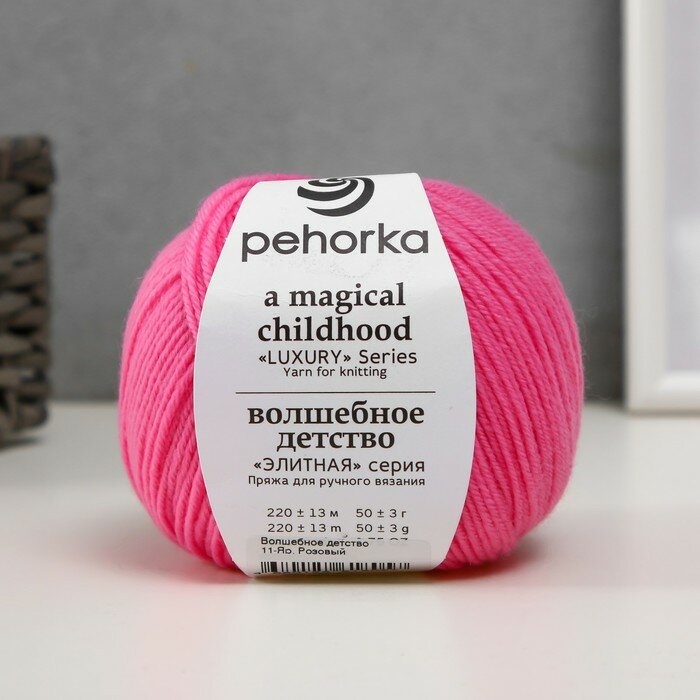 pehorka
a magical
childhood
«LUXURY» Series
Yarn for knitting
волшебное
детство
«ЭЛИТНАЯ» серия
Пряжа для ручного вязания
220 ± 13 м 50 ± 3 г
220 ± 13 m 50 ± 3 g
Волшебное детство
11-Яр. Розовый